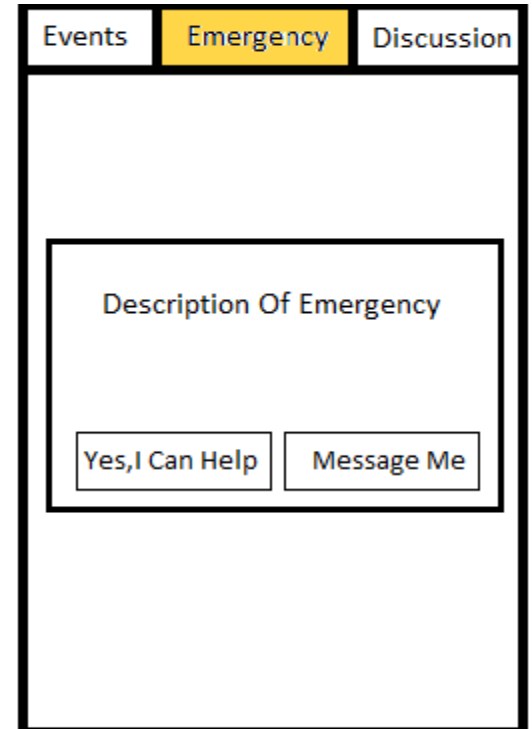 Events Emergency Discussion
Description Of Emergency
Yes,I Can Help Message Me